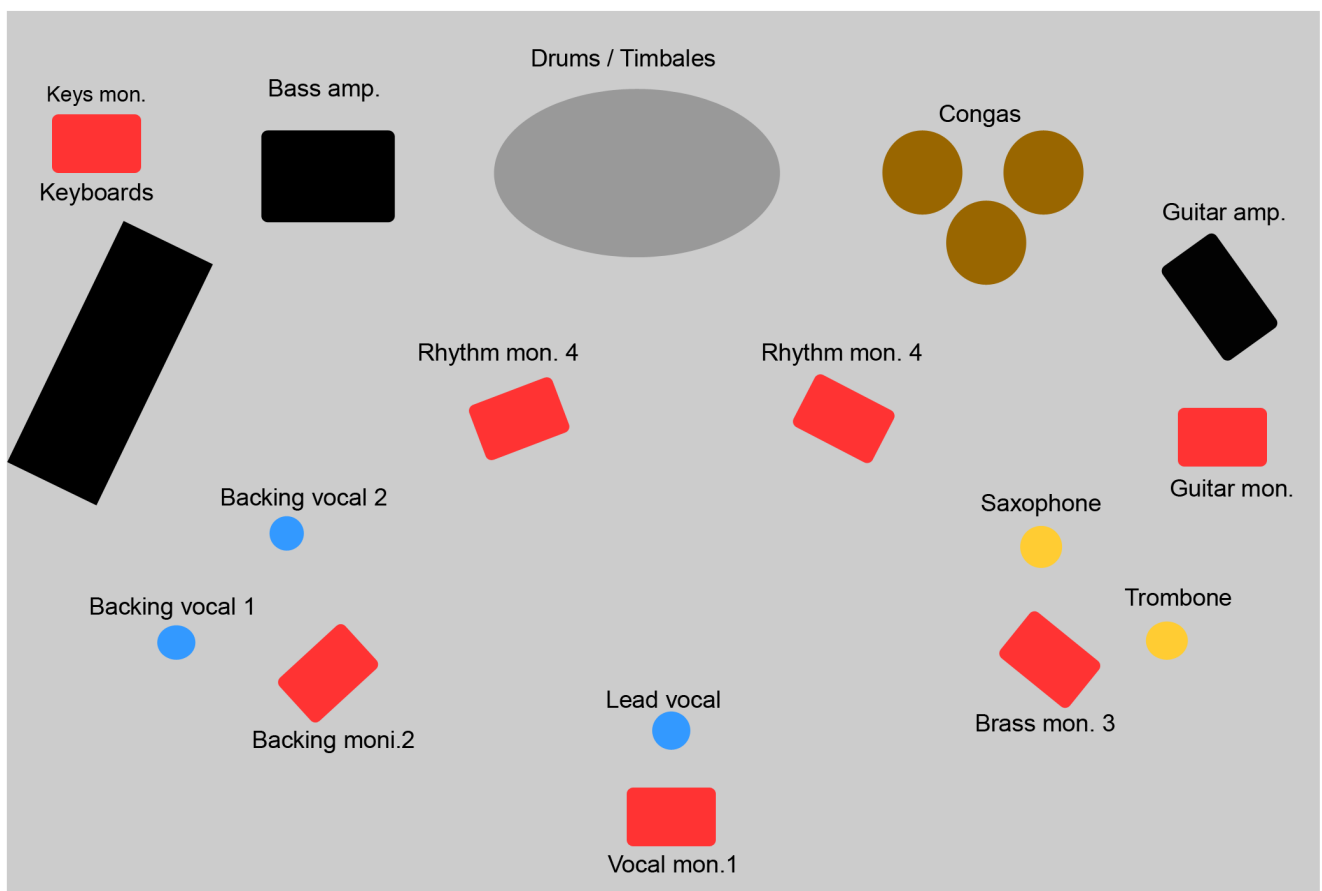 Drums / Timbales
Keys mon.
Bass amp.
Congas
Keyboards
Guitar amp.
Rhythm mon. 4
Rhythm mon. 4
Guitar mon.
Backing vocal 2
Saxophone
Backing vocal 1
Trombone
Lead vocal
Brass mon. 3
Backing moni.2
Vocal mon.1